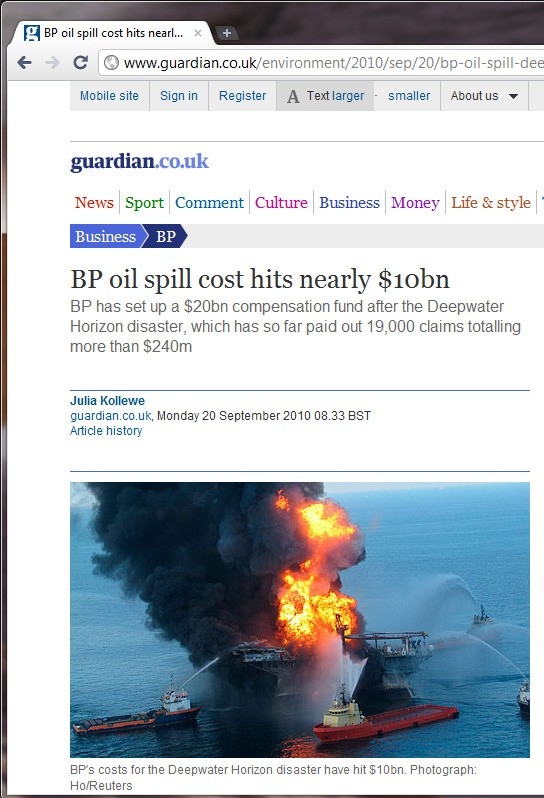 BP oil spill cost hits nearl...
www.guardian.co.uk/environment/2010/sep/20/bp-oil-spill-dee
Mobile site Sign in Register A Text larger · smaller About us
guardian.co.uk
News Sport Comment Culture Business Money Life & style
Business BP
BP oil spill cost hits nearly $10bn
BP has set up a $20bn compensation fund after the Deepwater
Horizon disaster, which has so far paid out 19,000 claims totalling
more than $240m
Julia Kollewe
guardian.co.uk, Monday 20 September 2010 08.33 BST
Article history
BP's costs for the Deepwater Horizon disaster have hit $10bn. Photograph:
Ho/Reuters